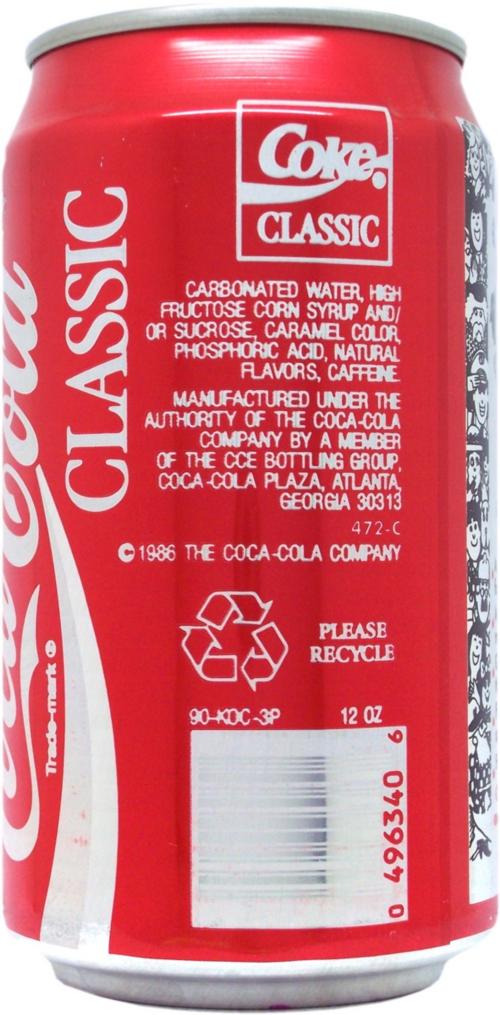 Coca-Cola
CLASSIC
Trade-mark ®
Coke.
CLASSIC
CARBONATED WATER, HIGH
FRUCTOSE CORN SYRUP AND/
OR SUCROSE, CARAMEL COLOR,
PHOSPHORIC ACID, NATURAL
FLAVORS, CAFFEINE.
MANUFACTURED UNDER THE
AUTHORITY OF THE COCA-COLA
COMPANY BY A MEMBER
OF THE CCE BOTTLING GROUP,
COCA-COLA PLAZA, ATLANTA,
GEORGIA 30313
472-C
© 1986 THE COCA-COLA COMPANY
PLEASE
RECYCLE
90-KOC-3P 12 OZ
0 496340 6